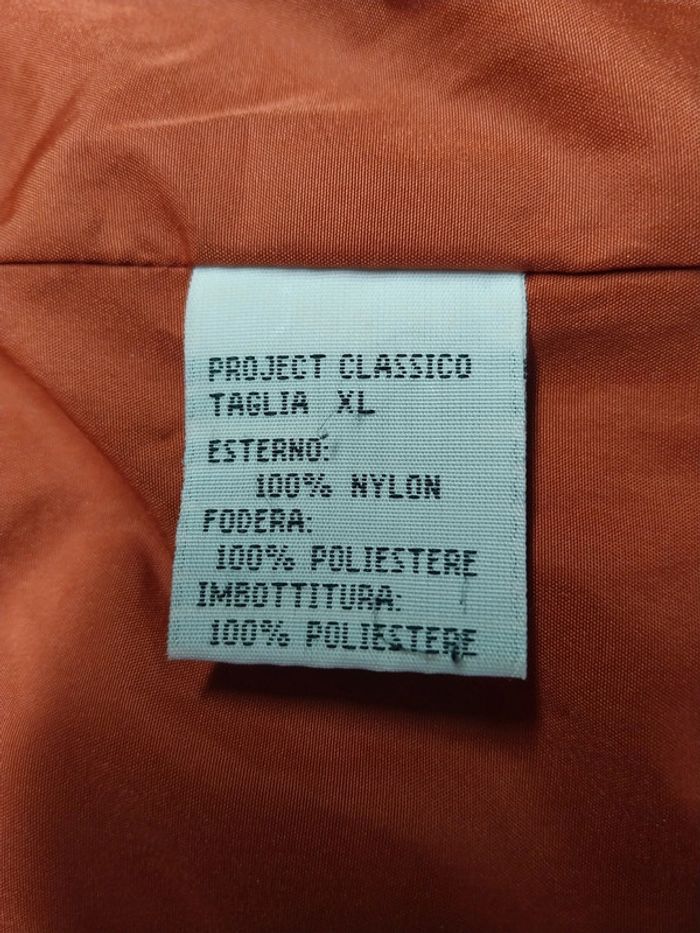 PROJECT CLASSICO
TAGLIA XL
ESTERNO:
100% NYLON
FODERA:
100% POLIESTERE
IMBOTTITURA:
100% POLIESTERE